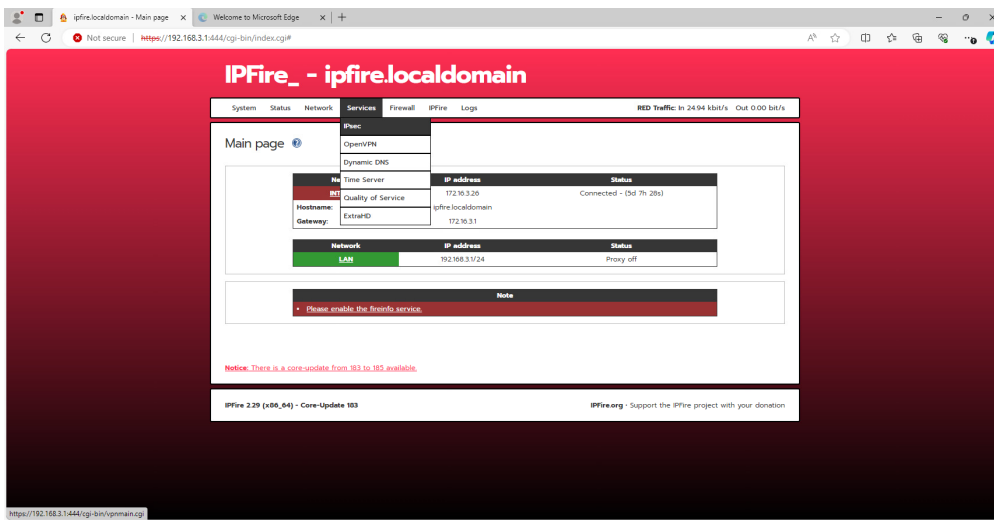 ipfire.localdomain - Main page
Welcome to Microsoft Edge
Not secure | https://192.168.3.1:444/cgi-bin/index.cgi#
IPFire_ - ipfire.localdomain
System Status Network Services Firewall IPFire Logs RED Traffic: In 24.94 kbit/s Out 0.00 bit/s
IPsec
OpenVPN
Dynamic DNS
Time Server
Quality of Service
ExtraHD
Main page
IP address Status
172.16.3.26 Connected - (5d 7h 28s)
Hostname: ipfire.localdomain
Gateway: 172.16.3.1
Network IP address Status
LAN 192.168.3.1/24 Proxy off
Note
• Please enable the fireinfo service.
Notice: There is a core-update from 183 to 185 available.
IPFire 2.29 (x86_64) - Core-Update 183 IPFire.org • Support the IPFire project with your donation
https://192.168.3.1:444/cgi-bin/vpnmain.cgi